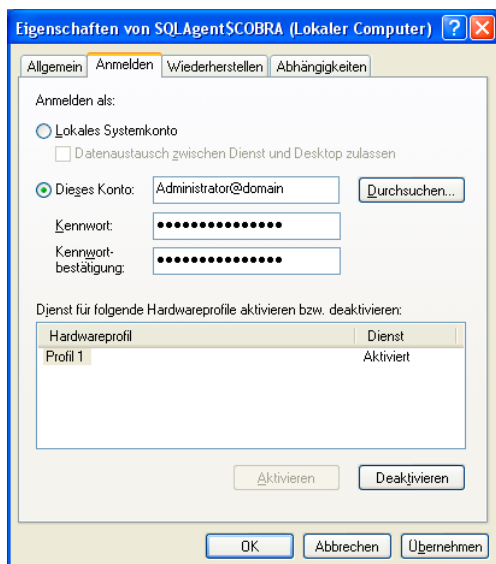 Eigenschaften von SQLAgent$COBRA (Lokaler Computer)
Allgemein Anmelden Wiederherstellen Abhängigkeiten
Anmelden als:
Lokales Systemkonto
Datenaustausch zwischen Dienst und Desktop zulassen
Dieses Konto: Administrator@domain Durchsuchen...
Kennwort: ●●●●●●●●●●●●●●●
Kennwort-
bestätigung: ●●●●●●●●●●●●●●●
Dienst für folgende Hardwareprofile aktivieren bzw. deaktivieren:
Hardwareprofil Dienst
Profil 1 Aktiviert
Aktivieren Deaktivieren
OK Abbrechen Übernehmen